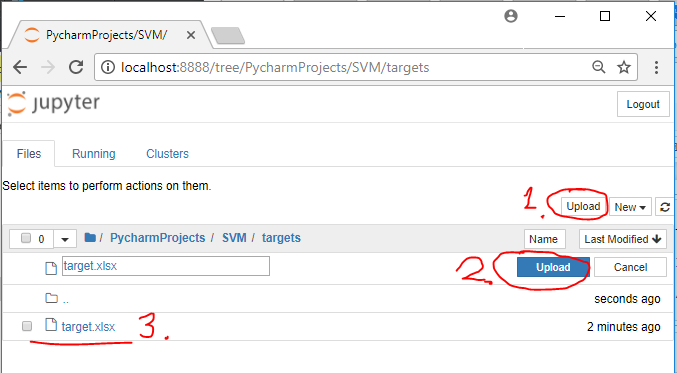 PycharmProjects/SVM/
localhost:8888/tree/PycharmProjects/SVM/targets
jupyter
Logout
Files Running Clusters
Select items to perform actions on them.
1. Upload New
0 / PycharmProjects / SVM / targets Name Last Modified
target.xlsx 2. Upload Cancel
.. seconds ago
target.xlsx 3. 2 minutes ago